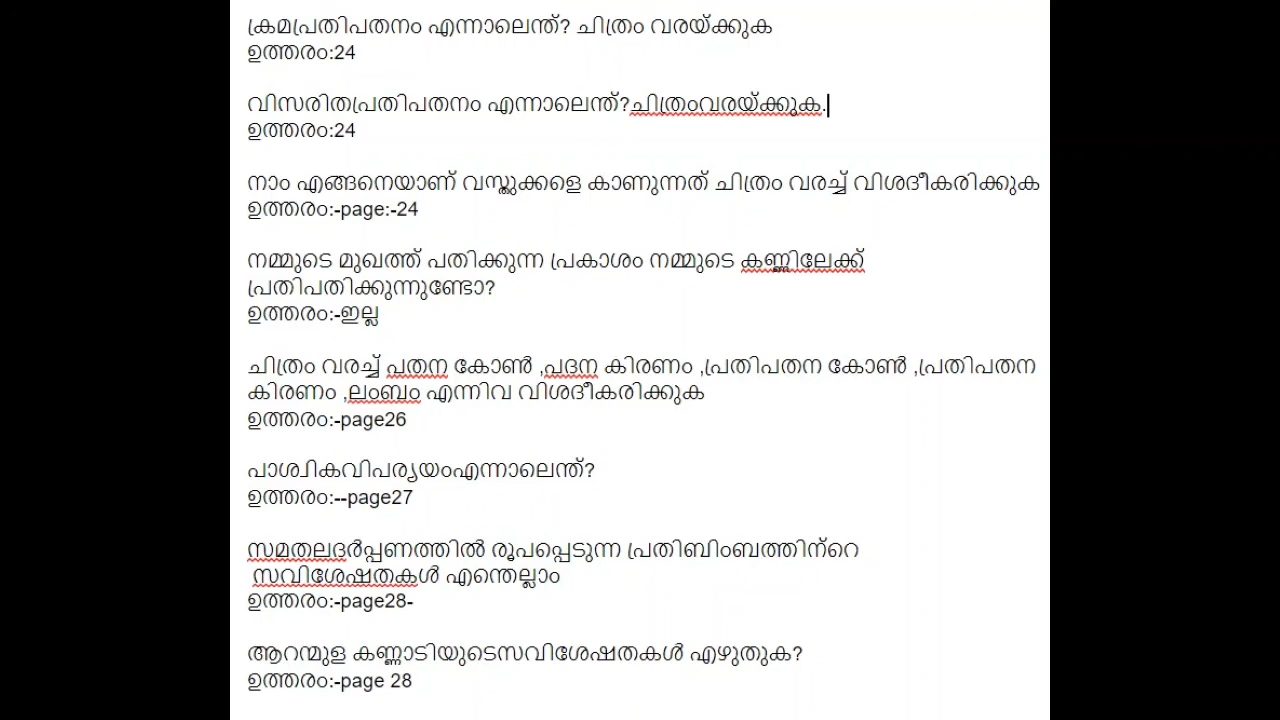 ക്രമപ്രതിപതനം എന്നാലെന്ത്? ചിത്രം വരയ്ക്കുക
ഉത്തരം:24
വിസരിതപ്രതിപതനം എന്നാലെന്ത്?ചിത്രംവരയ്ക്കുക.
ഉത്തരം:24
നാം എങ്ങനെയാണ് വസ്തുക്കളെ കാണുന്നത് ചിത്രം വരച്ച് വിശദീകരിക്കുക
ഉത്തരം:-page:-24
നമ്മുടെ മുഖത്ത് പതിക്കുന്ന പ്രകാശം നമ്മുടെ കണ്ണിലേക്ക്
പ്രതിപതിക്കുന്നുണ്ടോ?
ഉത്തരം:-ഇല്ല
ചിത്രം വരച്ച് പതന കോൺ ,പദന കിരണം ,പ്രതിപതന കോൺ ,പ്രതിപതന
കിരണം ,ലംബം എന്നിവ വിശദീകരിക്കുക
ഉത്തരം:-page26
പാശ്വികവിപര്യയംഎന്നാലെന്ത്?
ഉത്തരം:--page27
സമതലദർപ്പണത്തിൽ രൂപപ്പെടുന്ന പ്രതിബിംബത്തിന്റെ
സവിശേഷതകൾ എന്തെല്ലാം
ഉത്തരം:-page28-
ആറന്മുള കണ്ണാടിയുടെസവിശേഷതകൾ എഴുതുക?
ഉത്തരം:-page 28